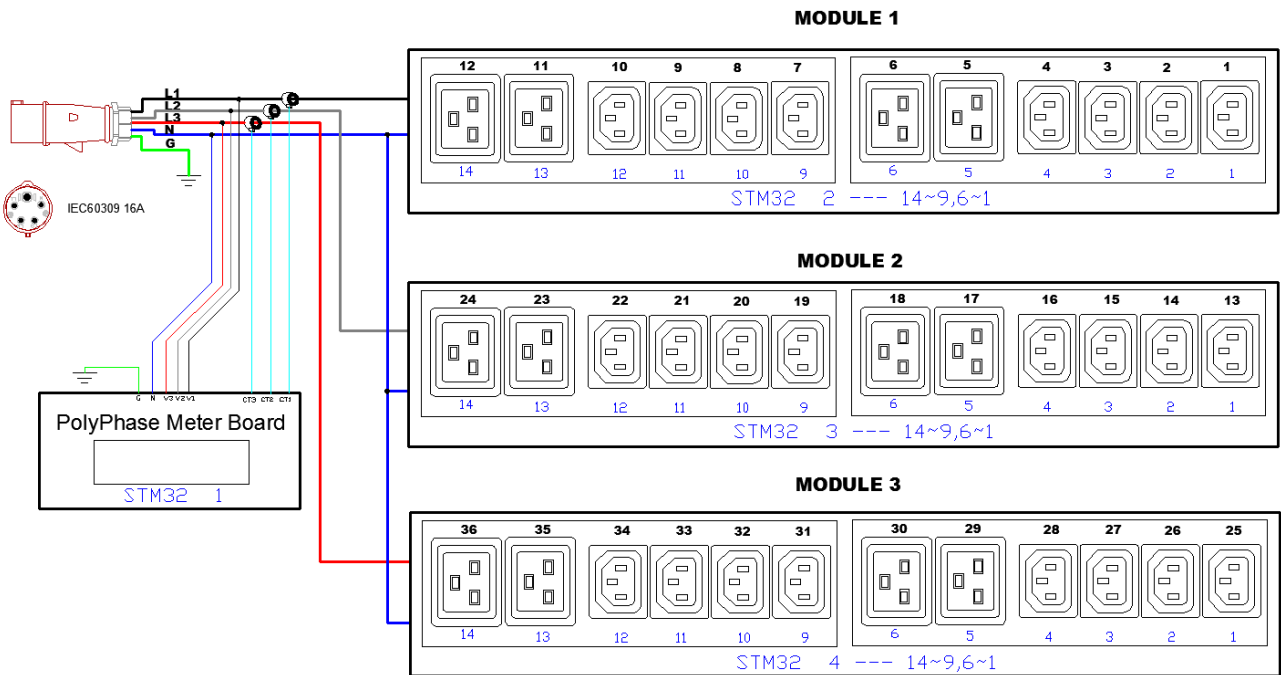 MODULE 1
12 11 10 9 8 7 6 5 4 3 2 1
14 13 12 11 10 9 6 5 4 3 2 1
STM32 2 --- 14~9,6~1
L1
L2
L3
N
G
IEC60309 16A
MODULE 2
24 23 22 21 20 19 18 17 16 15 14 13
14 13 12 11 10 9 6 5 4 3 2 1
STM32 3 --- 14~9,6~1
G N V3 V2 V1 CT3 CT2 CT1
PolyPhase Meter Board
STM32 1
MODULE 3
36 35 34 33 32 31 30 29 28 27 26 25
14 13 12 11 10 9 6 5 4 3 2 1
STM32 4 --- 14~9,6~1